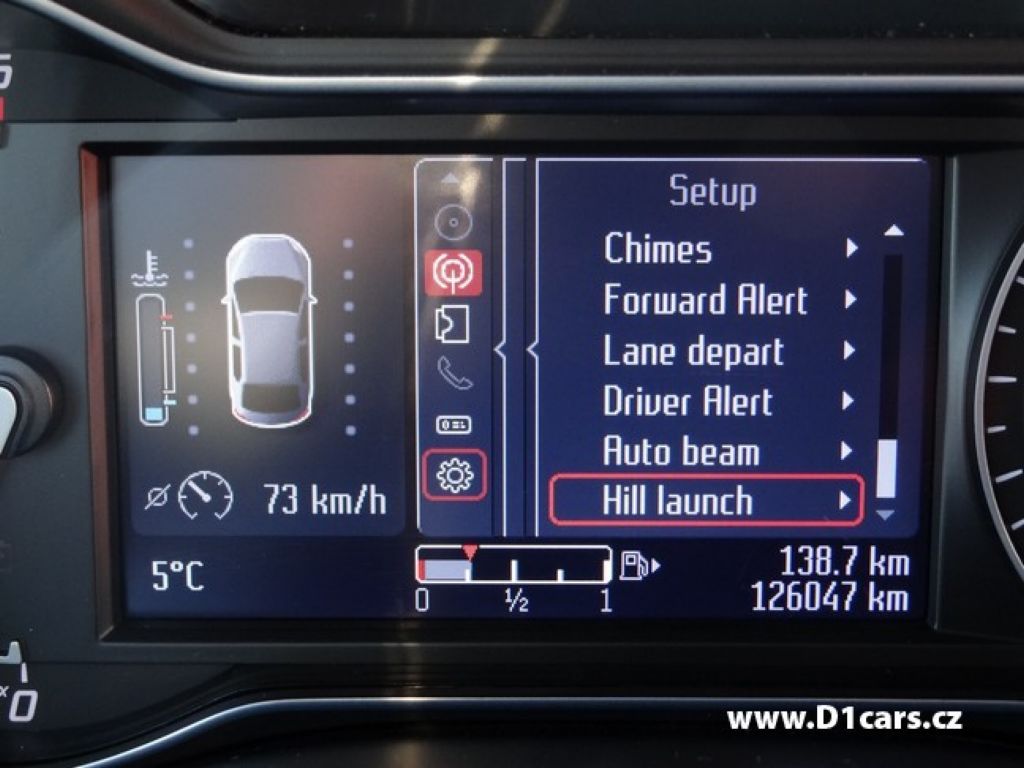 Setup
Chimes
Forward Alert
Lane depart
Driver Alert
Auto beam
Hill launch
73 km/h
5°C
0 ½ 1
138.7 km
126047 km
0
www.D1cars.cz